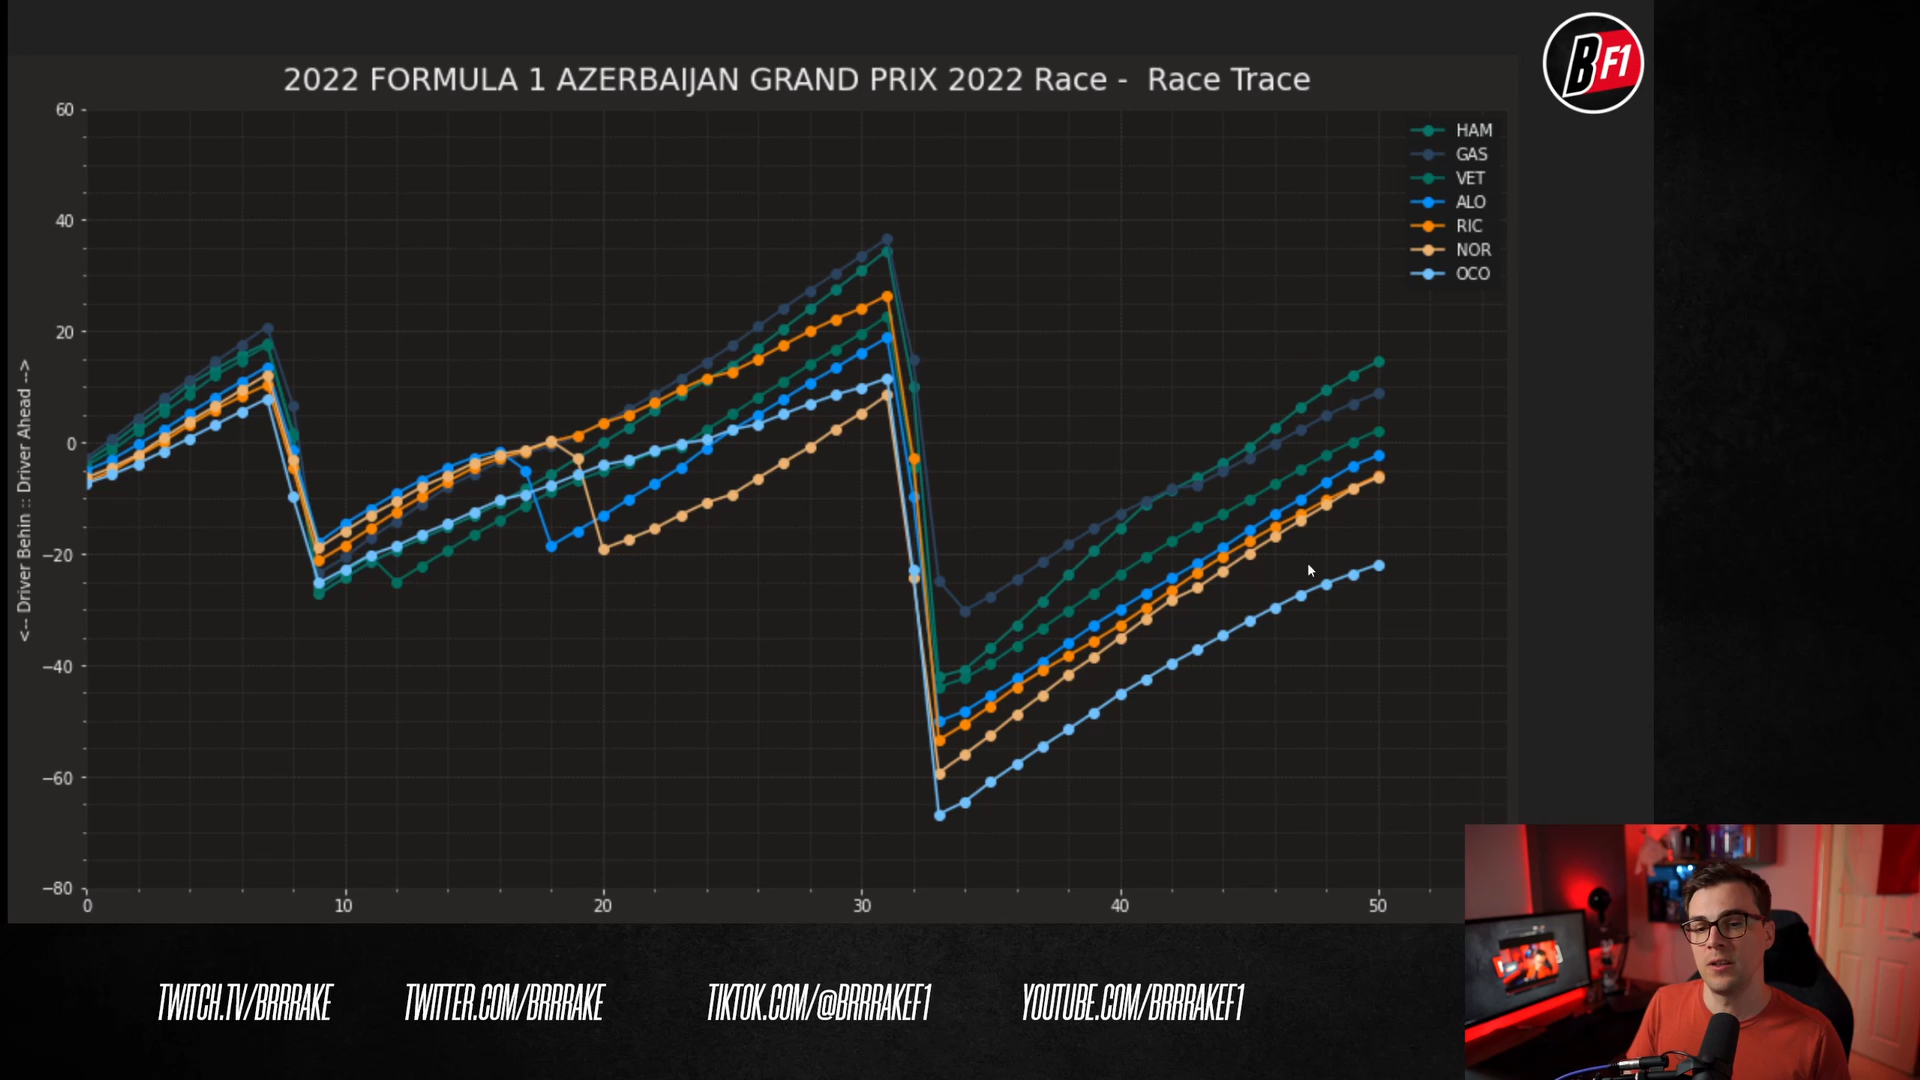 BF1
2022 FORMULA 1 AZERBAIJAN GRAND PRIX 2022 Race - Race Trace
<-- Driver Behin :: Driver Ahead -->
60
40
20
0
−20
−40
−60
−80
0 10 20 30 40 50
HAM
GAS
VET
ALO
RIC
NOR
OCO
TWITCH.TV/BRRRAKE TWITTER.COM/BRRRAKE TIKTOK.COM/@BRRRAKEF1 YOUTUBE.COM/BRRRAKEF1